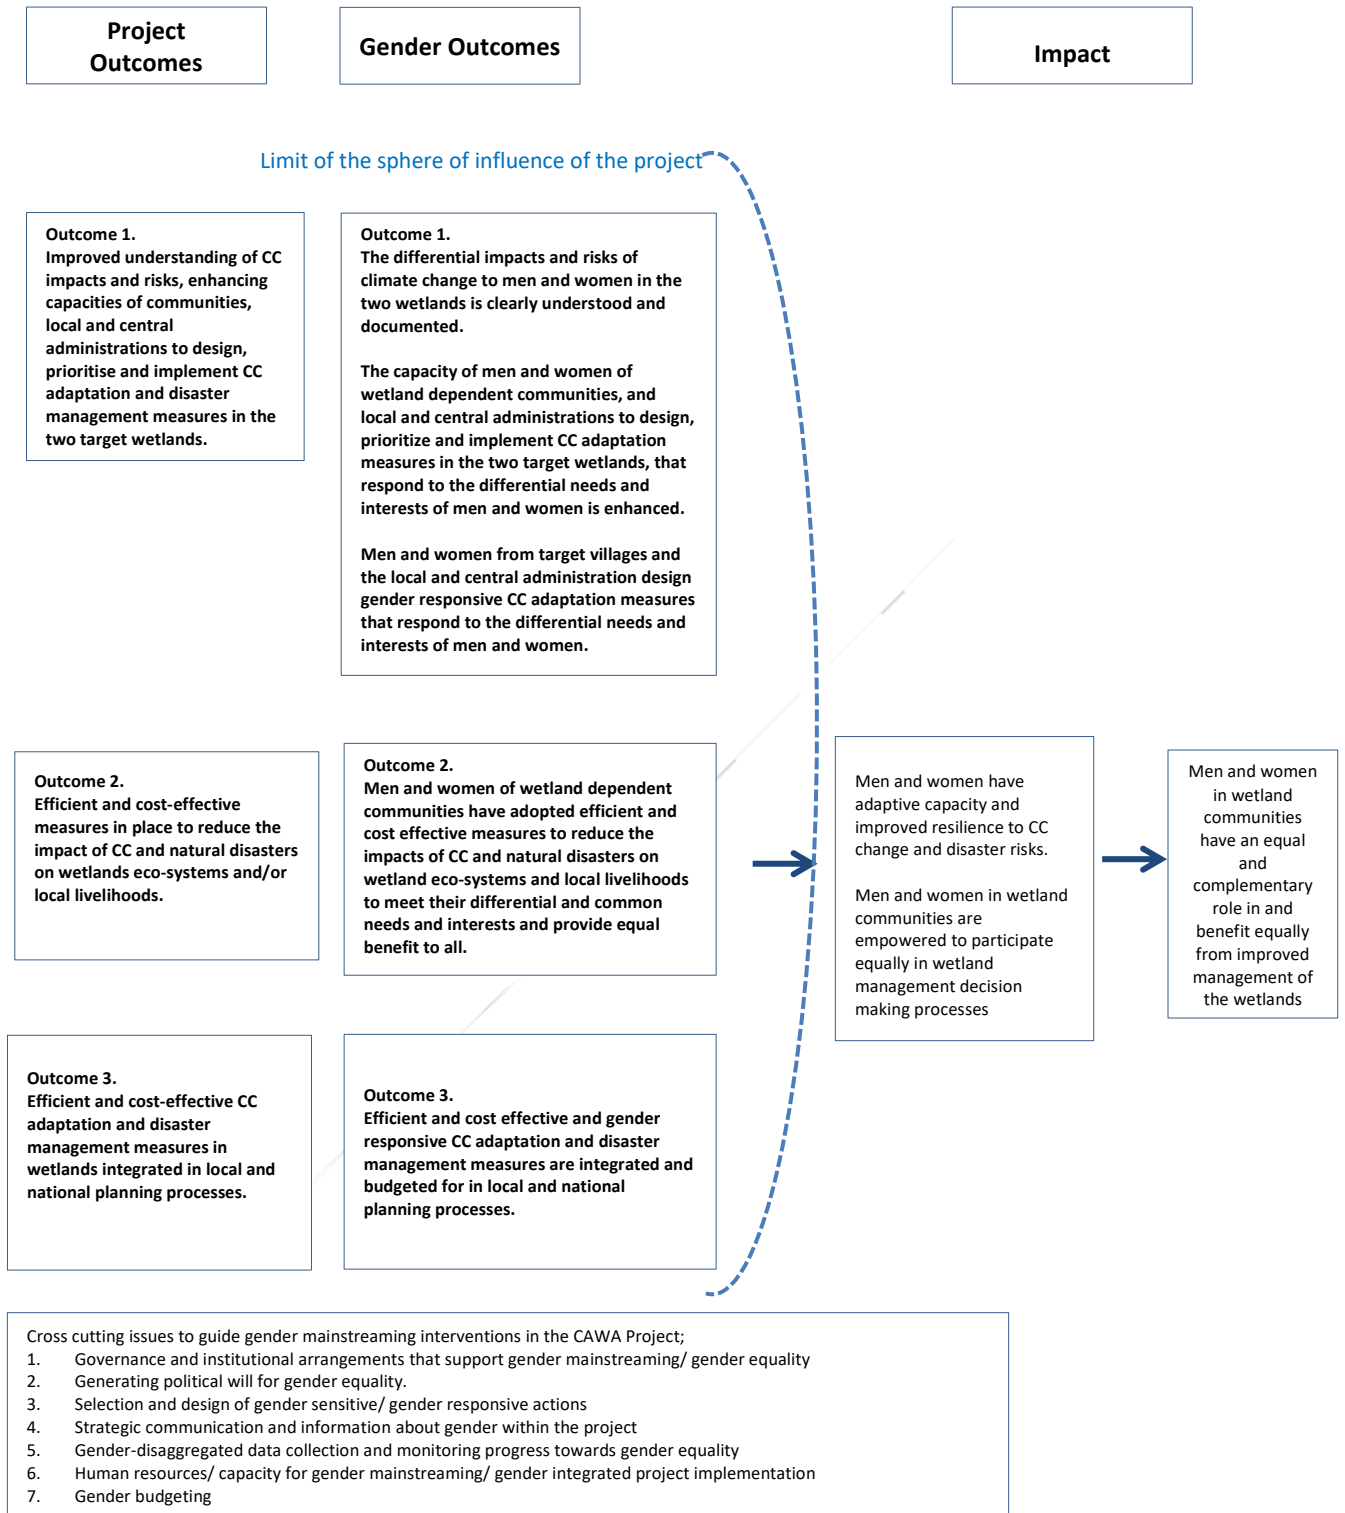 Project
Outcomes
Gender Outcomes
Impact
Limit of the sphere of influence of the project
Outcome 1.
Improved understanding of CC
impacts and risks, enhancing
capacities of communities,
local and central
administrations to design,
prioritise and implement CC
adaptation and disaster
management measures in the
two target wetlands.
Outcome 1.
The differential impacts and risks of
climate change to men and women in the
two wetlands is clearly understood and
documented.
The capacity of men and women of
wetland dependent communities, and
local and central administrations to design,
prioritize and implement CC adaptation
measures in the two target wetlands, that
respond to the differential needs and
interests of men and women is enhanced.
Men and women from target villages and
the local and central administration design
gender responsive CC adaptation measures
that respond to the differential needs and
interests of men and women.
Outcome 2.
Efficient and cost-effective
measures in place to reduce the
impact of CC and natural disasters
on wetlands eco-systems and/or
local livelihoods.
Outcome 2.
Men and women of wetland dependent
communities have adopted efficient and
cost effective measures to reduce the
impacts of CC and natural disasters on
wetland eco-systems and local livelihoods
to meet their differential and common
needs and interests and provide equal
benefit to all.
Men and women have
adaptive capacity and
improved resilience to CC
change and disaster risks.
Men and women in wetland
communities are
empowered to participate
equally in wetland
management decision
making processes
Men and women
in wetland
communities
have an equal
and
complementary
role in and
benefit equally
from improved
management of
the wetlands
Outcome 3.
Efficient and cost-effective CC
adaptation and disaster
management measures in
wetlands integrated in local and
national planning processes.
Outcome 3.
Efficient and cost effective and gender
responsive CC adaptation and disaster
management measures are integrated and
budgeted for in local and national
planning processes.
Cross cutting issues to guide gender mainstreaming interventions in the CAWA Project;
1. Governance and institutional arrangements that support gender mainstreaming/ gender equality
2. Generating political will for gender equality.
3. Selection and design of gender sensitive/ gender responsive actions
4. Strategic communication and information about gender within the project
5. Gender-disaggregated data collection and monitoring progress towards gender equality
6. Human resources/ capacity for gender mainstreaming/ gender integrated project implementation
7. Gender budgeting